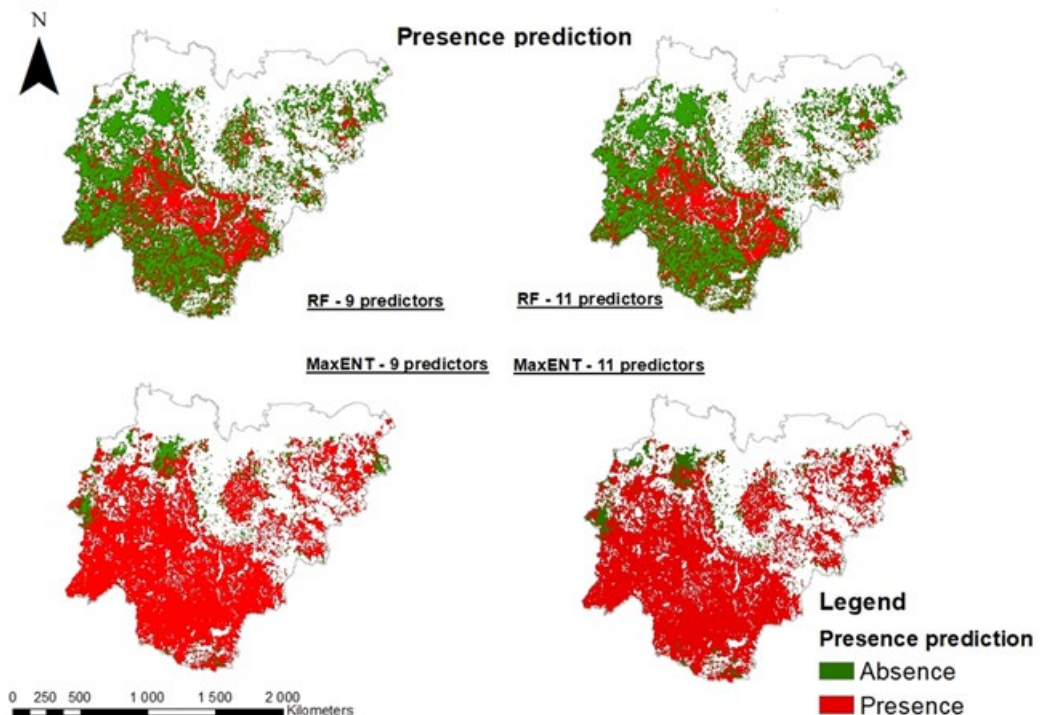 N
Presence prediction
RF - 9 predictors
RF - 11 predictors
MaxENT - 9 predictors
MaxENT - 11 predictors
Legend
Presence prediction
Absence
Presence
0 250 500 1 000 1 500 2 000
Kilometers